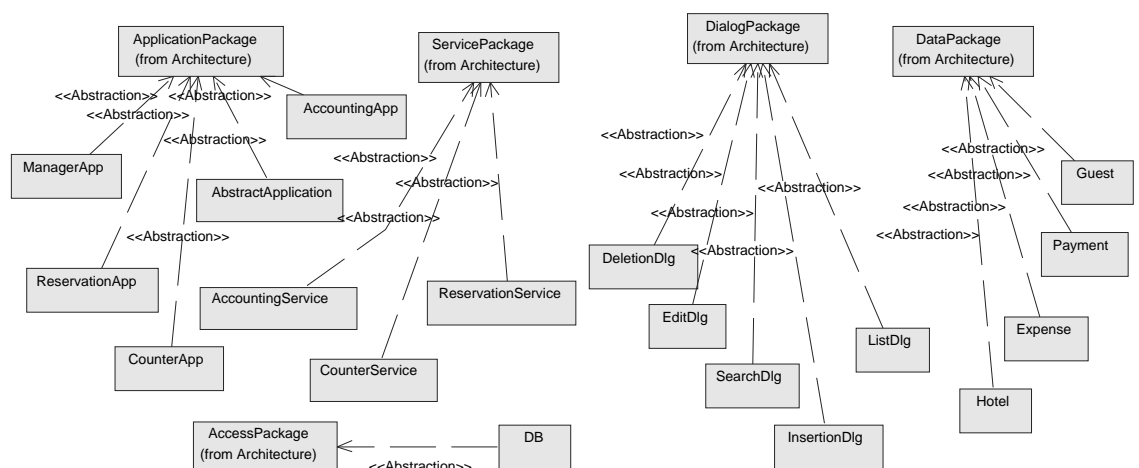 ApplicationPackage
(from Architecture)
ServicePackage
(from Architecture)
DialogPackage
(from Architecture)
DataPackage
(from Architecture)
<<Abstraction>>
<<Abstraction>>
<<Abstraction>>
AccountingApp
<<Abstraction>>
<<Abstraction>>
ManagerApp
AbstractApplication
<<Abstraction>>
<<Abstraction>>
<<Abstraction>>
ReservationApp
AccountingService
ReservationService
CounterApp
CounterService
<<Abstraction>>
<<Abstraction>>
<<Abstraction>>
<<Abstraction>>
<<Abstraction>>
DeletionDlg
EditDlg
SearchDlg
ListDlg
InsertionDlg
<<Abstraction>>
<<Abstraction>>
<<Abstraction>>
<<Abstraction>>
Guest
Payment
Expense
Hotel
AccessPackage
(from Architecture)
DB
<<Abstraction>>